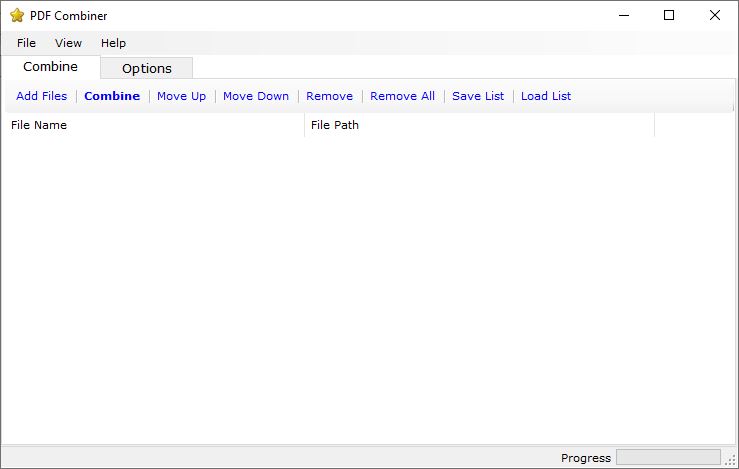 PDF Combiner
File View Help
Combine Options
Add Files Combine Move Up Move Down Remove Remove All Save List Load List
File Name File Path
Progress